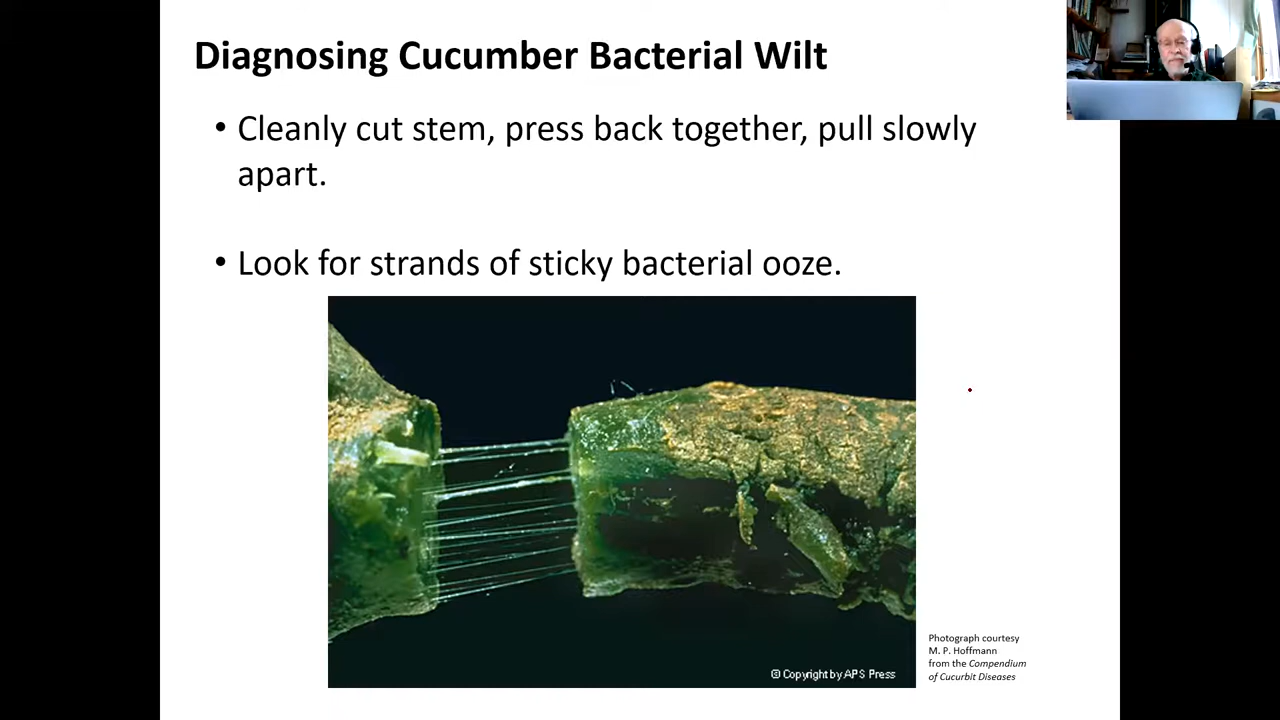 Diagnosing Cucumber Bacterial Wilt
• Cleanly cut stem, press back together, pull slowly
apart.
• Look for strands of sticky bacterial ooze.
© Copyright by APS Press
Photograph courtesy
M. P. Hoffmann
from the Compendium
of Cucurbit Diseases